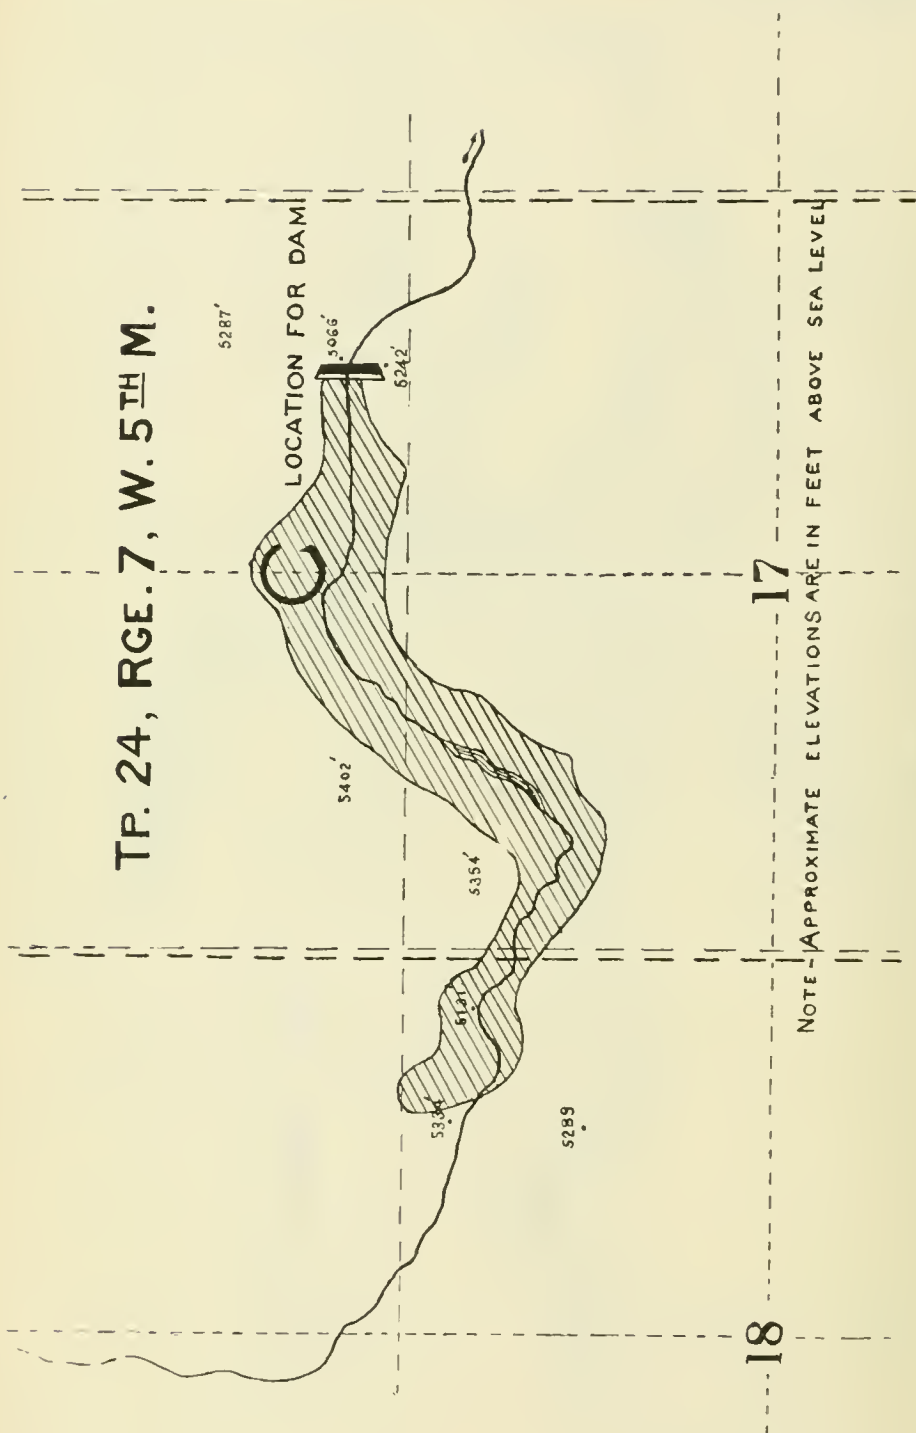 TP. 24, RGE. 7, W. 5TH M.
5287'
LOCATION FOR DAM
5066'
5242'
C
5402'
5354'
5289
17
18
NOTE - APPROXIMATE ELEVATIONS ARE IN FEET ABOVE SEA LEVEL